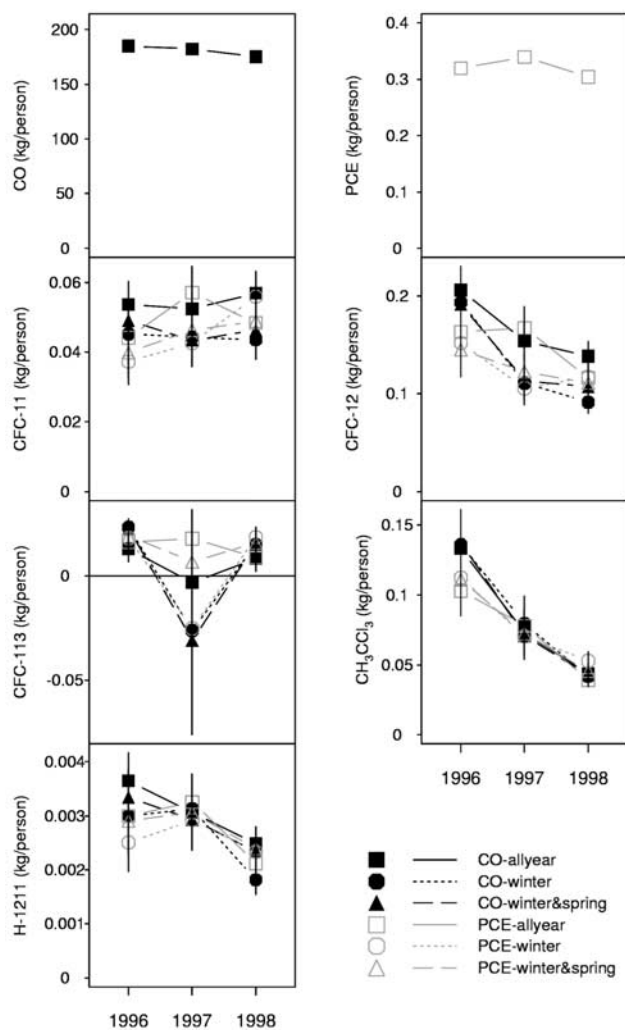 CO (kg/person)
200
150
100
50
0
PCE (kg/person)
0.4
0.3
0.2
0.1
0
CFC-11 (kg/person)
0.06
0.04
0.02
0
CFC-12 (kg/person)
0.2
0.1
0
CFC-113 (kg/person)
0
-0.05
CH₃CCl₃ (kg/person)
0.15
0.1
0.05
0
1996 1997 1998
H-1211 (kg/person)
0.004
0.003
0.002
0.001
0
1996 1997 1998
CO-allyear
CO-winter
CO-winter&spring
PCE-allyear
PCE-winter
PCE-winter&spring